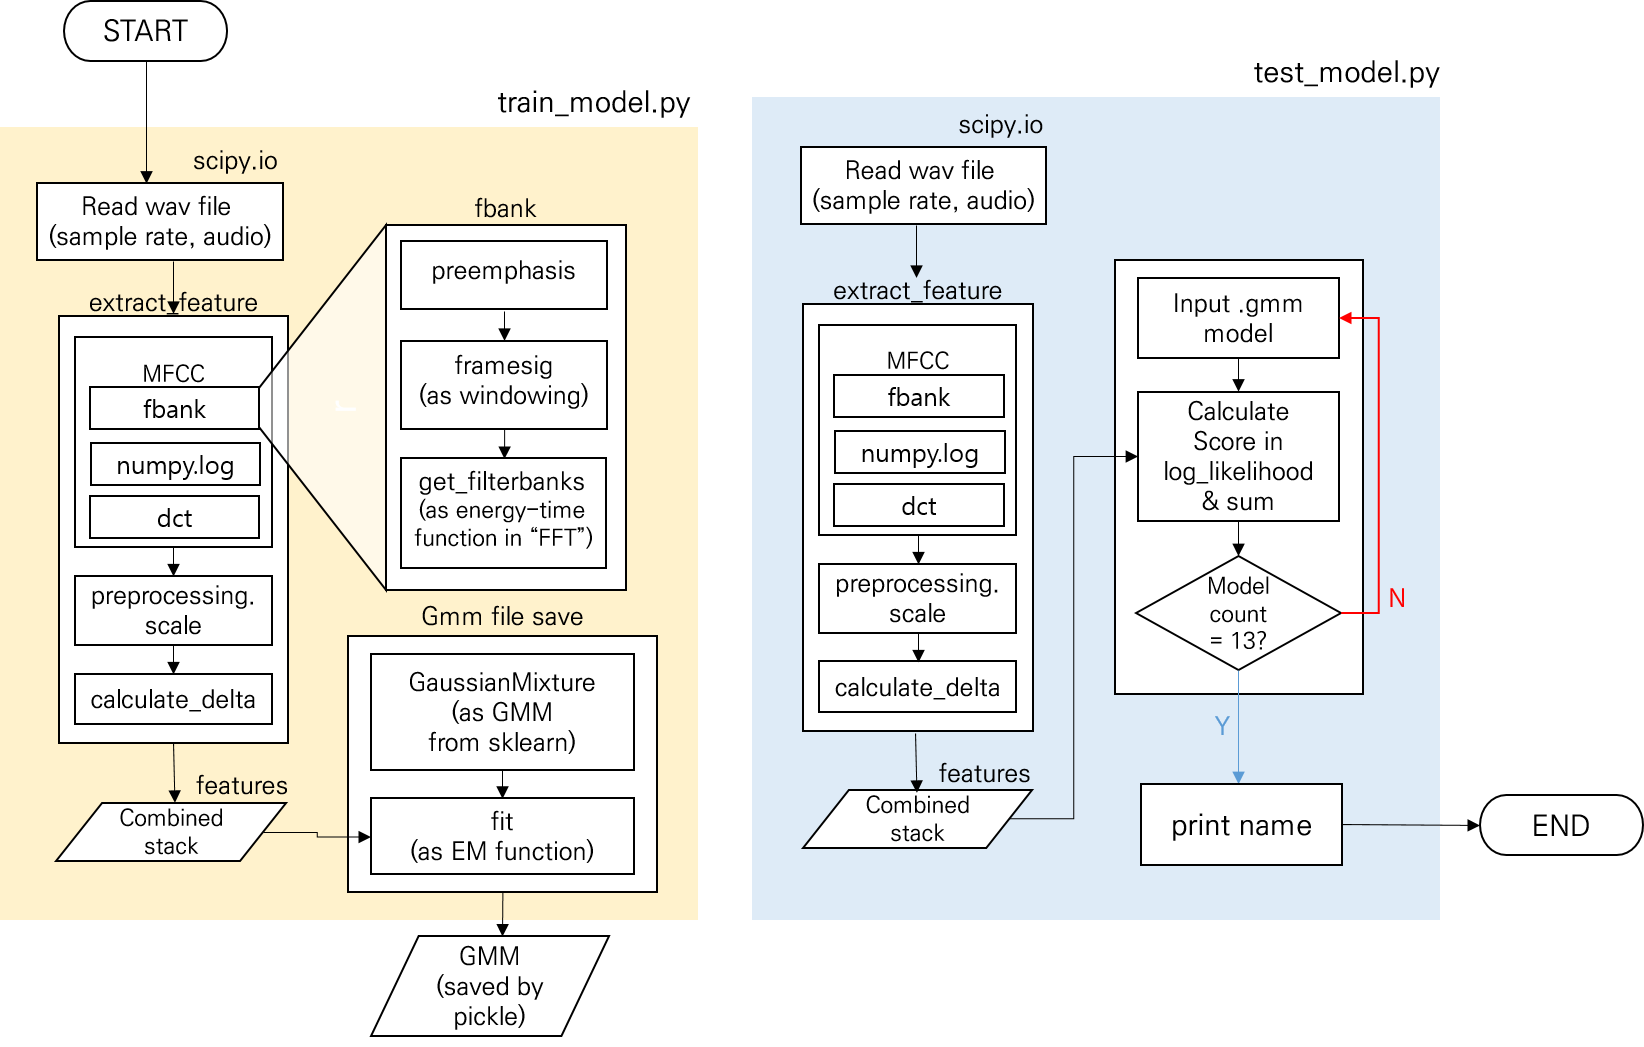 START
train_model.py
scipy.io
Read wav file
(sample rate, audio)
extract_feature
MFCC
fbank
numpy.log
dct
preprocessing.
scale
calculate_delta
features
Combined
stack
fbank
preemphasis
framesig
(as windowing)
get_filterbanks
(as energy-time
function in “FFT”)
Gmm file save
GaussianMixture
(as GMM
from sklearn)
fit
(as EM function)
GMM
(saved by
pickle)
test_model.py
scipy.io
Read wav file
(sample rate, audio)
extract_feature
MFCC
fbank
numpy.log
dct
preprocessing.
scale
calculate_delta
features
Combined
stack
Input .gmm
model
Calculate
Score in
log_likelihood
& sum
Model
count
= 13?
N
Y
print name
END